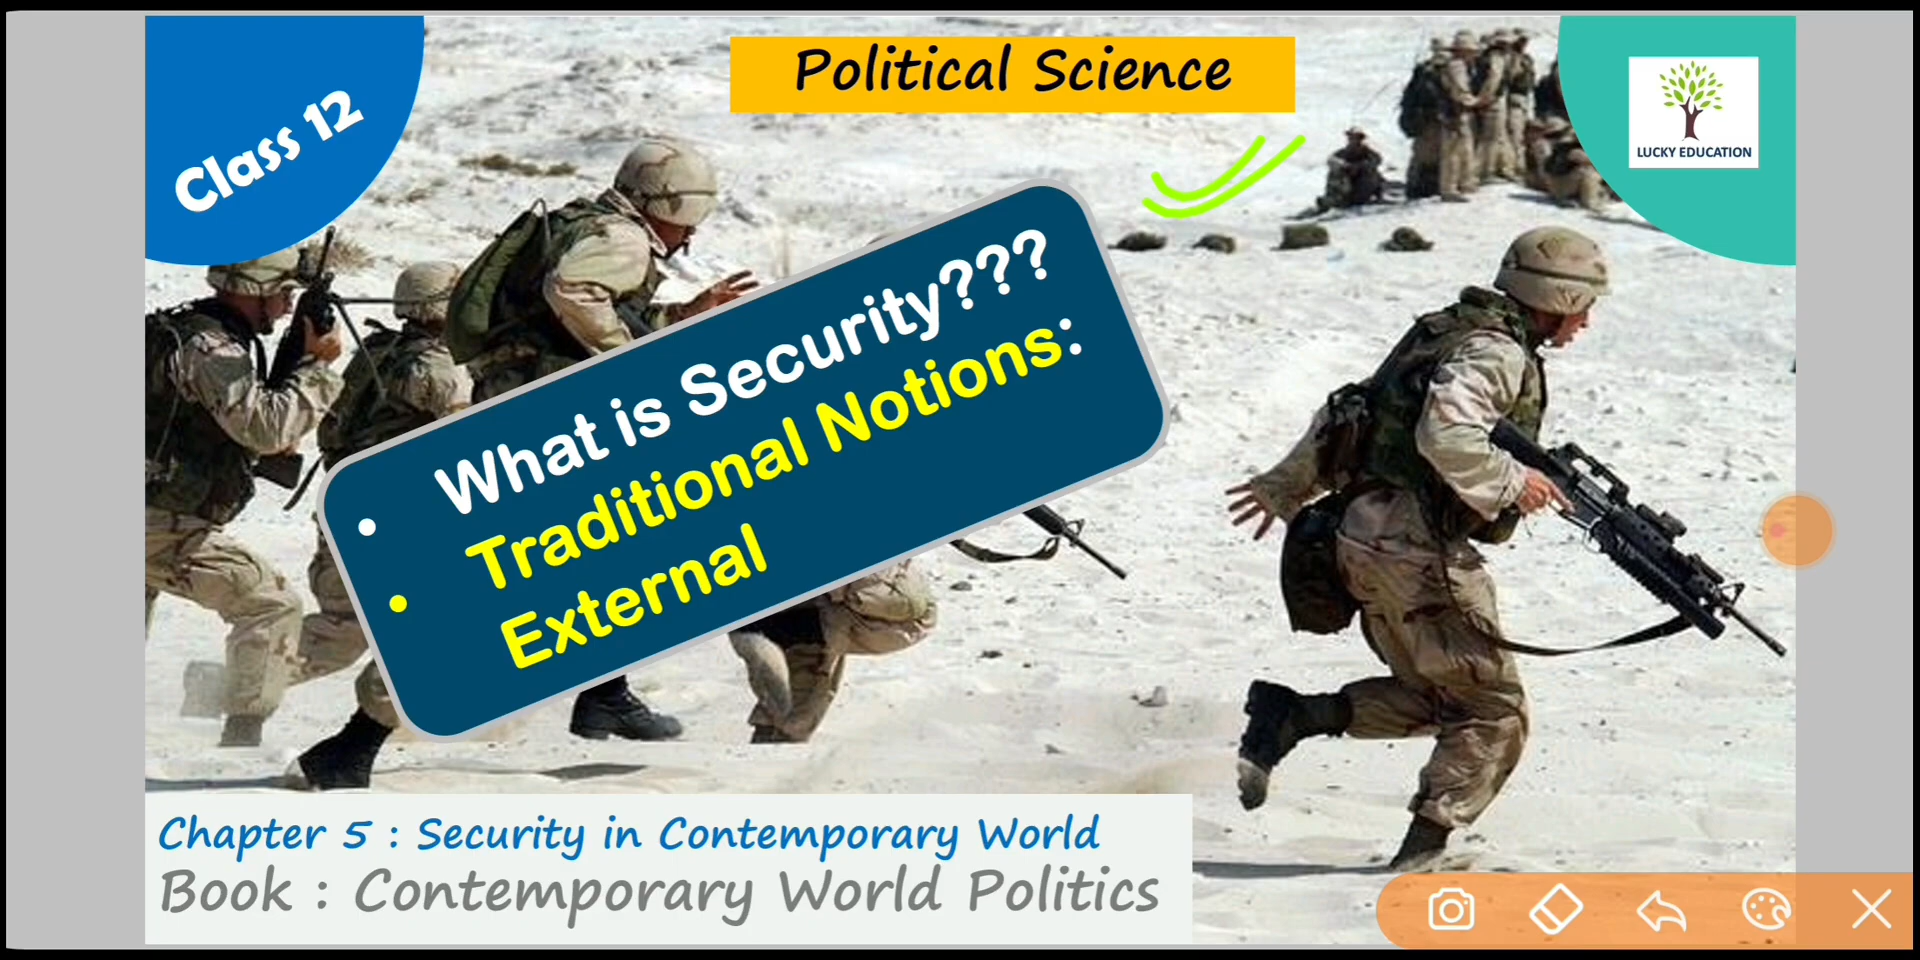 Political Science
Class 12
LUCKY EDUCATION
• What is Security???
• Traditional Notions:
External
Chapter 5 : Security in Contemporary World
Book : Contemporary World Politics